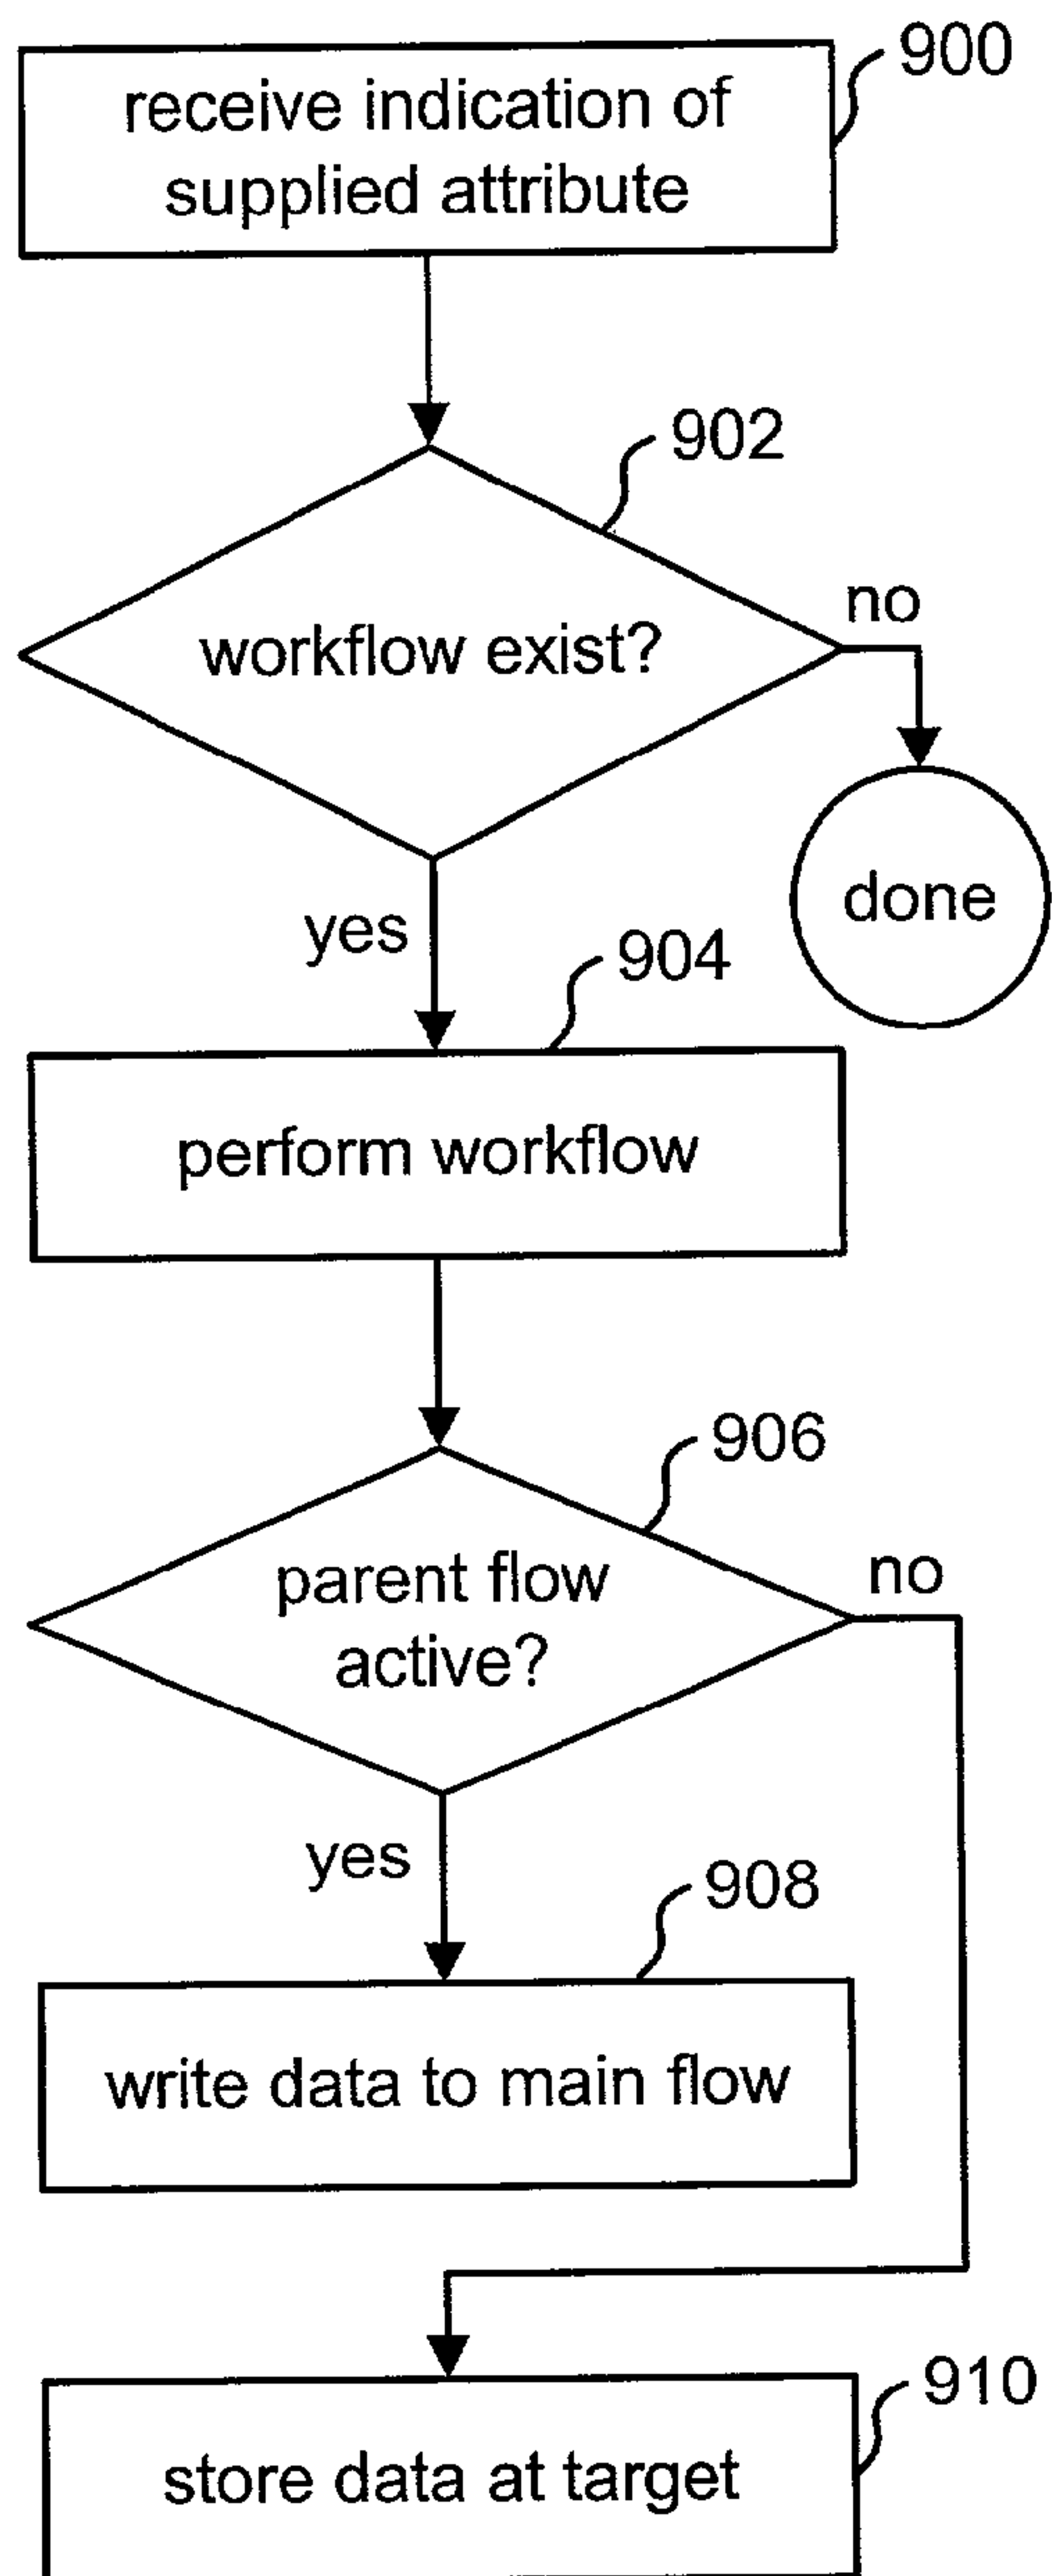 900
receive indication of
supplied attribute
902
no
workflow exist?
done
yes
904
perform workflow
906
no
parent flow
active?
yes
908
write data to main flow
910
store data at target